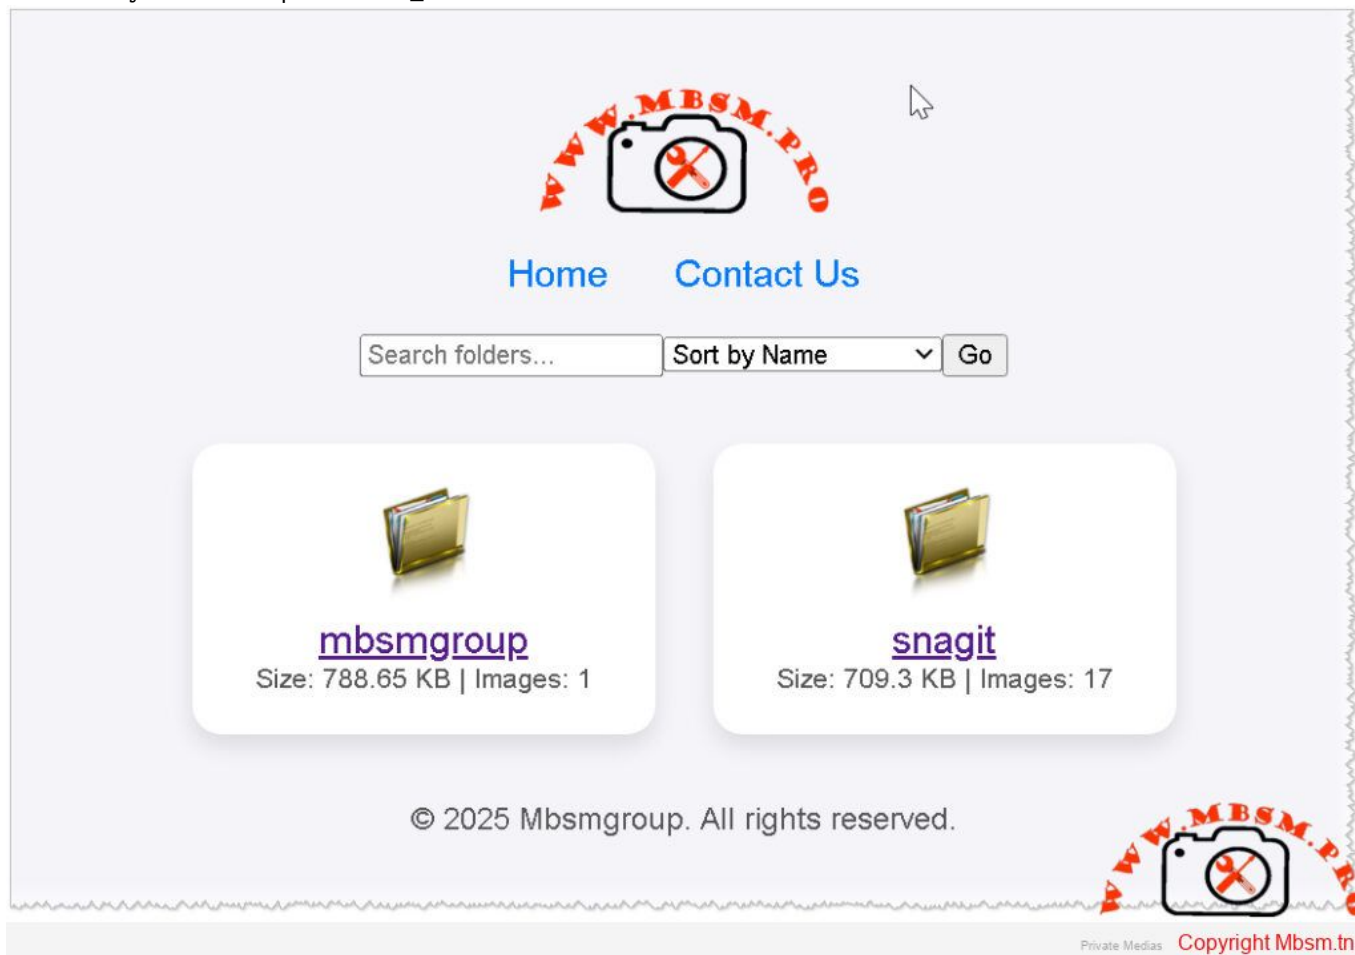 WWW.MBSM.PRO
Home Contact Us
Search folders... Sort by Name Go
mbsmgroup snagit
Size: 788.65 KB | Images: 1 Size: 709.3 KB | Images: 17
© 2025 Mbsmgroup. All rights reserved.
WWW.MBSM.PRO
Private Medias Copyright Mbsm.tn